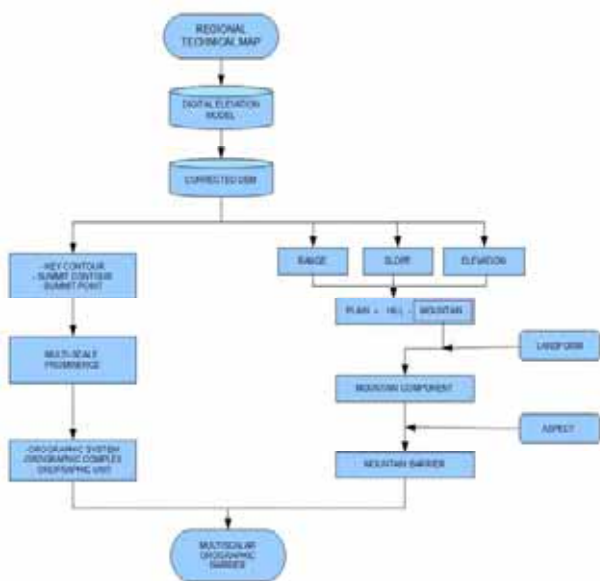 REGIONAL
TECHNICAL MAP
DIGITAL ELEVATION
MODEL
CORRECTED DEM
- KEY CONTOUR
- SUMMIT CONTOUR
SUMMIT POINT
RANGE
SLOPE
ELEVATION
PLAIN - HILL - MOUNTAIN
MULTI-SCALE
PROMINENCE
LANDFORM
MOUNTAIN COMPONENT
ASPECT
-OROGRAPHIC SYSTEM
-OROGRAPHIC COMPLEX
OROGRAPHIC UNIT
MOUNTAIN BARRIER
MULTISCALAR
OROGRAPHIC
BARRIER